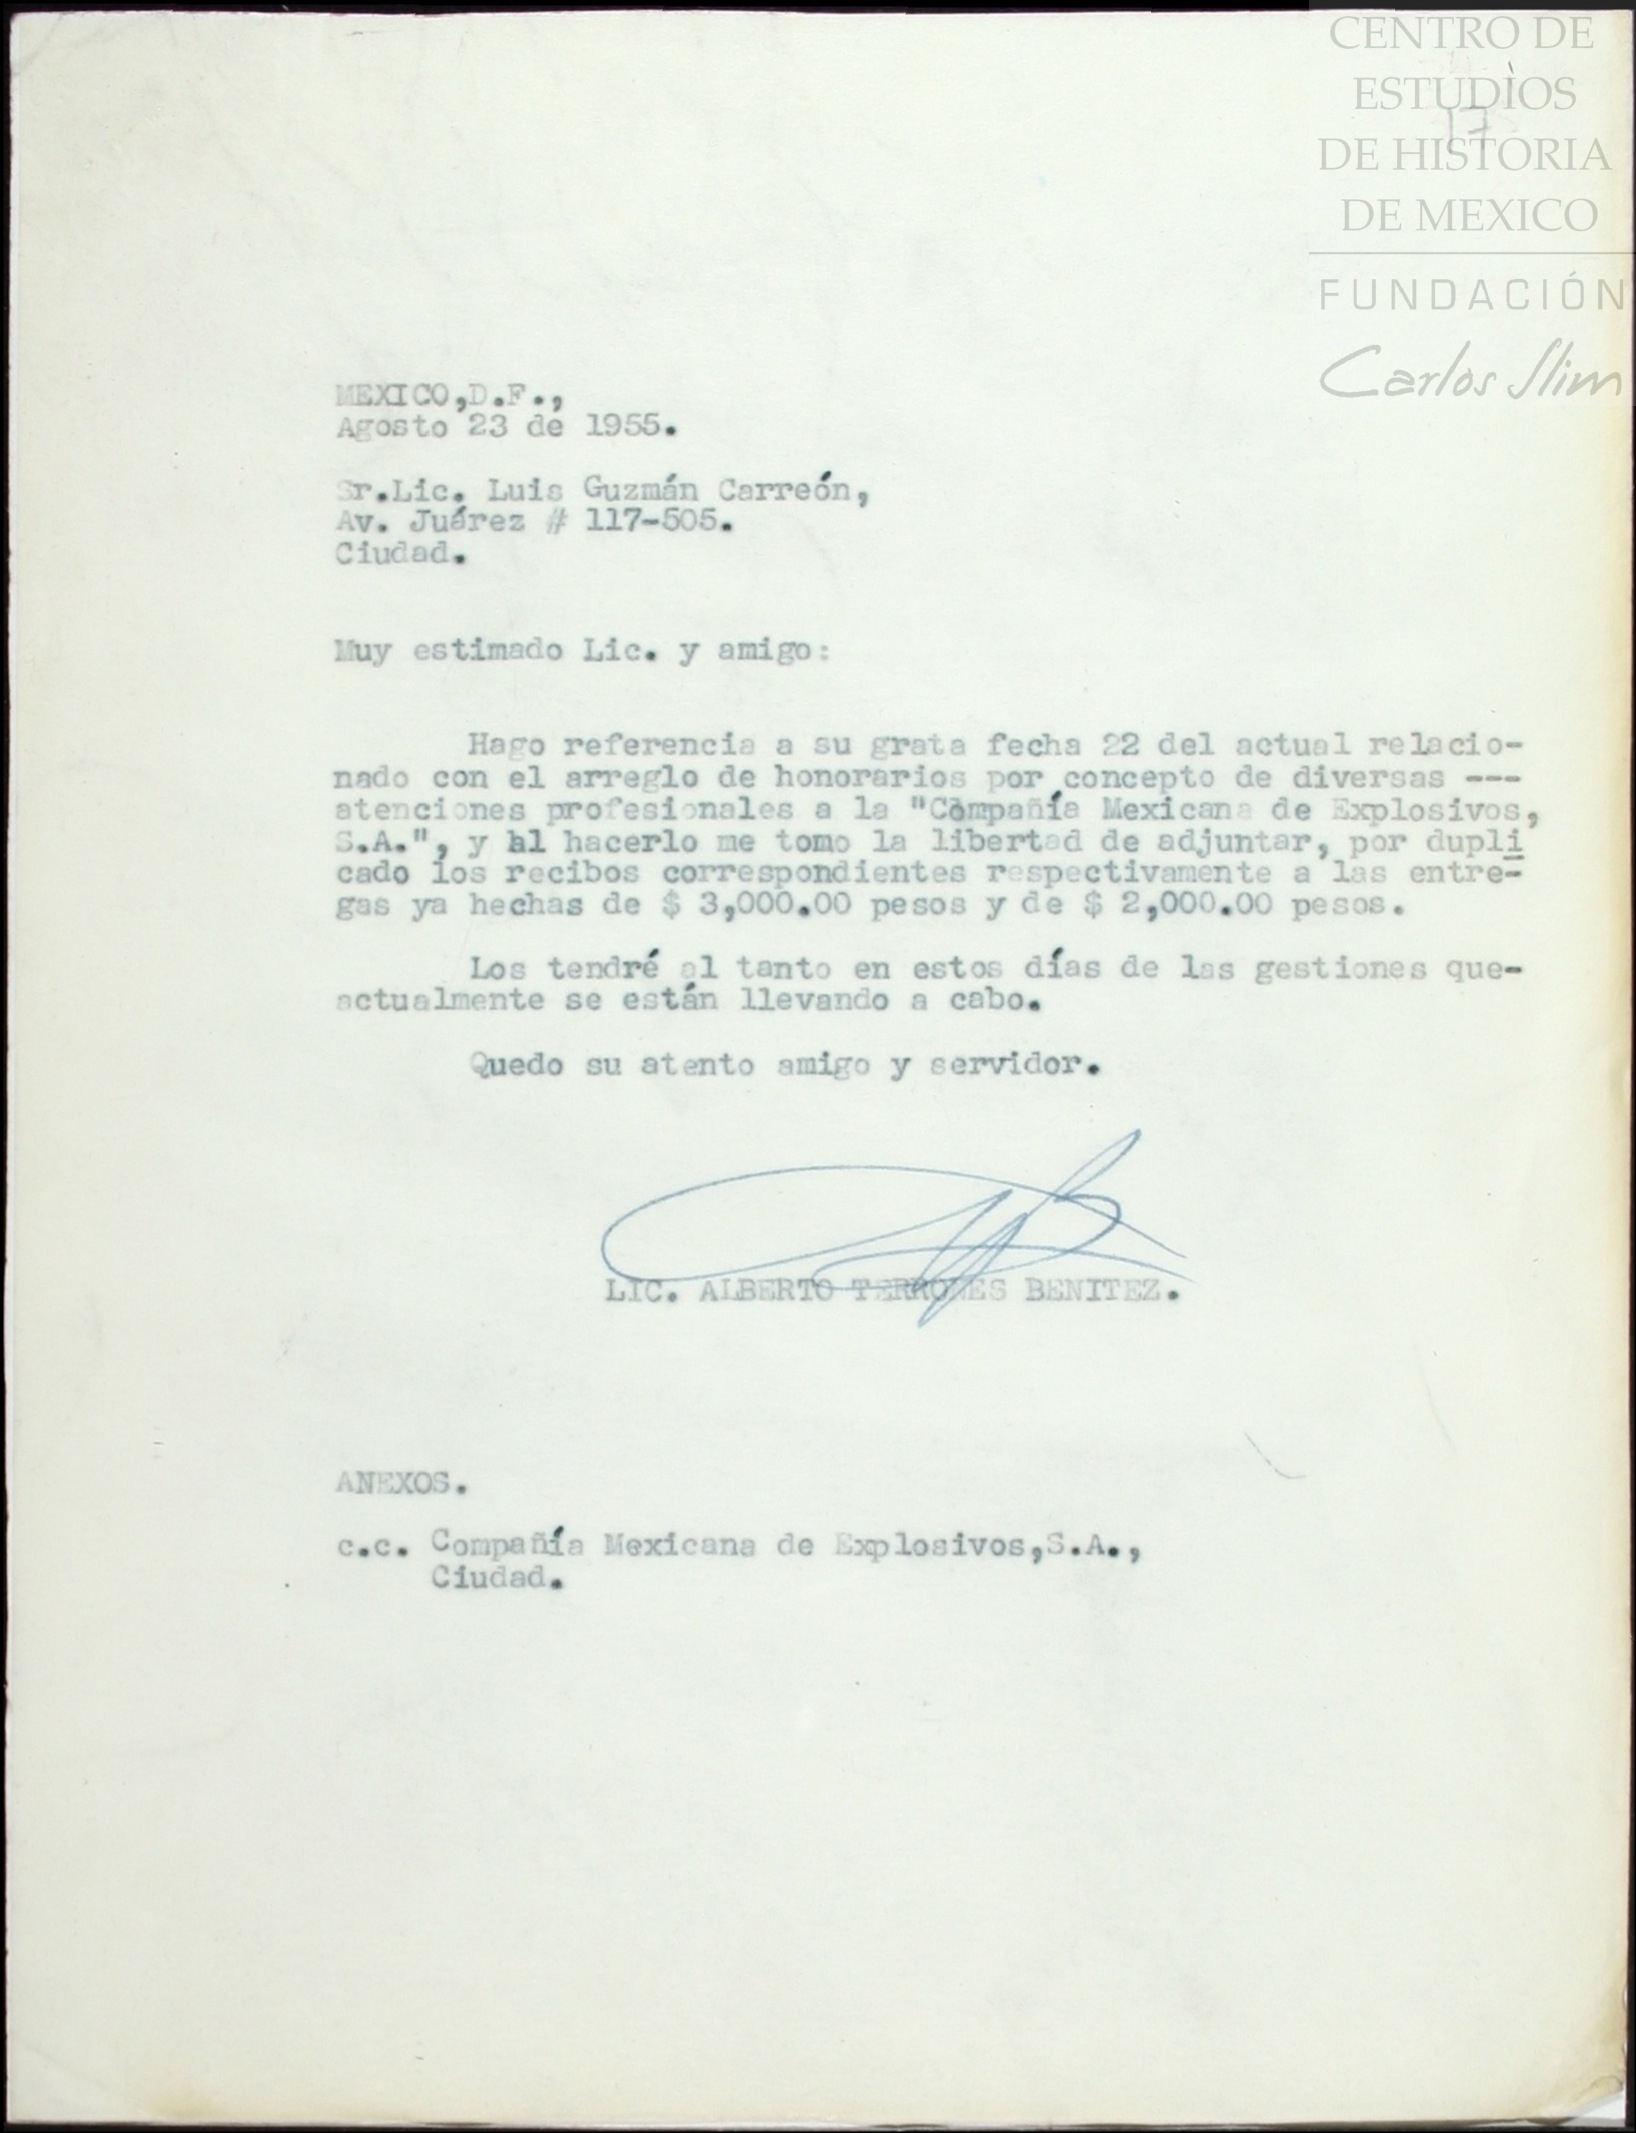 CENTRO DE
ESTUDIOS
17
DE HISTORIA
DE MEXICO
FUNDACIÓN
Carlos Slim
MEXICO,D.F.,
Agosto 23 de 1955.
Sr.Lic. Luis Guzmán Carreón,
Av. Juárez # 117-505.
Ciudad.
Muy estimado Lic. y amigo:
Hago referencia a su grata fecha 22 del actual relacio-
nado con el arreglo de honorarios por concepto de diversas ---
atenciones profesionales a la "Compañía Mexicana de Explosivos,
S.A.", y al hacerlo me tomo la libertad de adjuntar, por dupli
cado los recibos correspondientes respectivamente a las entre-
gas ya hechas de $ 3,000.00 pesos y de $ 2,000.00 pesos.
Los tendré al tanto en estos días de las gestiones que-
actualmente se están llevando a cabo.
Quedo su atento amigo y servidor.
LIC. ALBERTO TERRONES BENITEZ.
ANEXOS.
c.c. Compañía Mexicana de Explosivos,S.A.,
Ciudad.